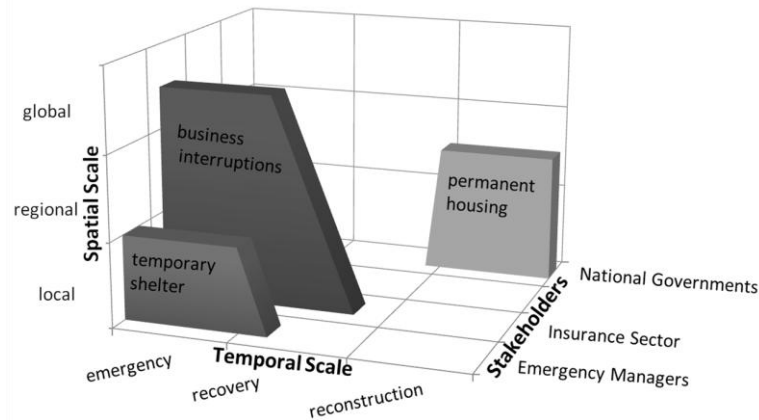 global
regional
local
Spatial Scale
business
interruptions
temporary
shelter
permanent
housing
emergency
recovery
reconstruction
Temporal Scale
Stakeholders
National Governments
Insurance Sector
Emergency Managers